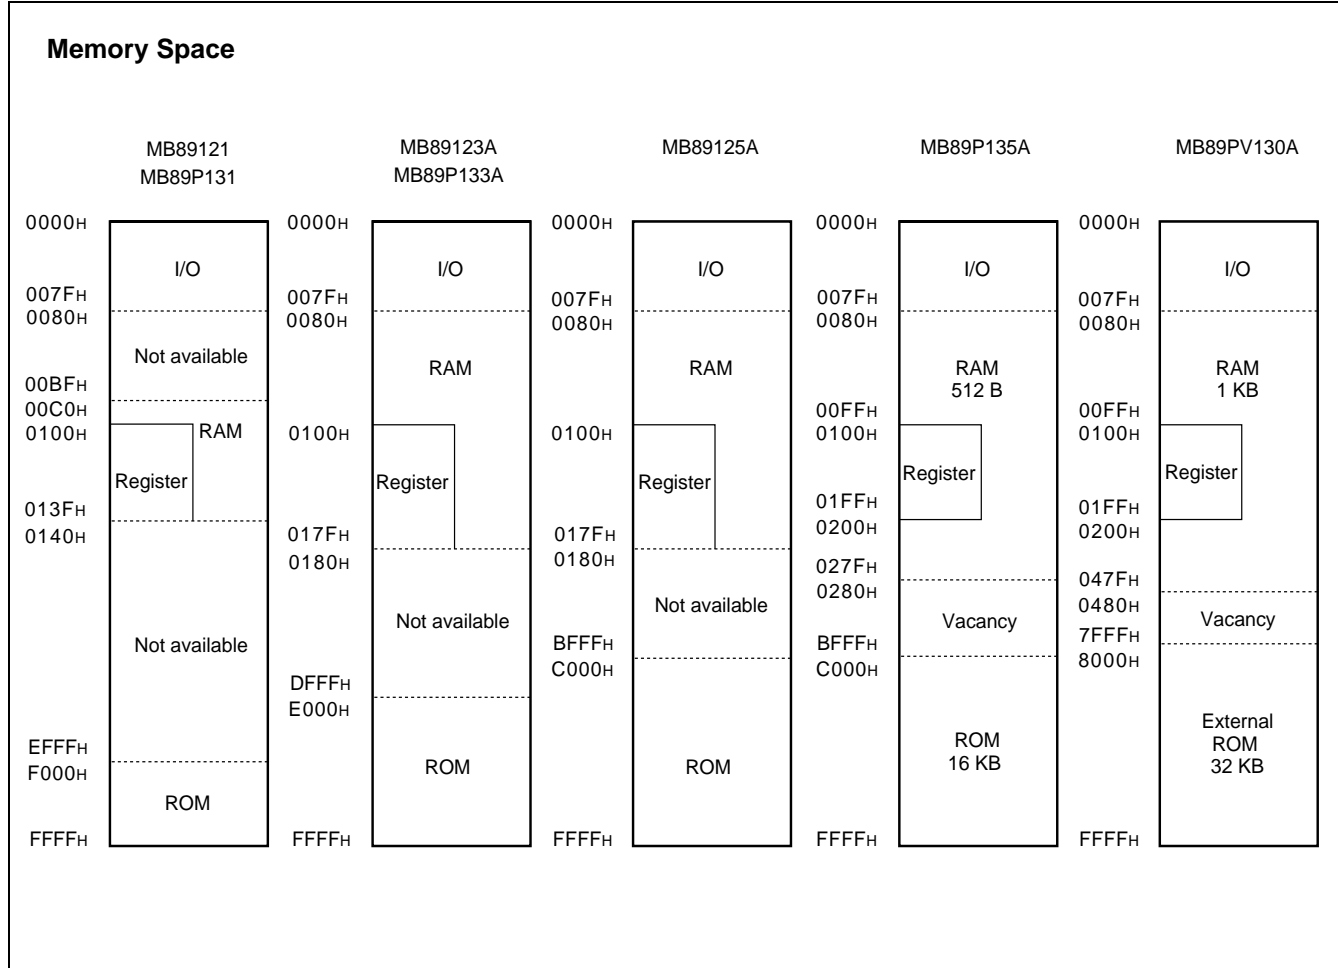 Memory Space
MB89121
MB89P131
0000H
I/O
007FH
0080H
Not available
00BFH
00C0H
0100H
RAM
Register
013FH
0140H
Not available
EFFFH
F000H
ROM
FFFFH
MB89123A
MB89P133A
0000H
I/O
007FH
0080H
RAM
0100H
Register
017FH
0180H
Not available
DFFFH
E000H
ROM
FFFFH
MB89125A
0000H
I/O
007FH
0080H
RAM
0100H
Register
017FH
0180H
Not available
BFFFH
C000H
ROM
FFFFH
MB89P135A
0000H
I/O
007FH
0080H
RAM
512 B
00FFH
0100H
Register
01FFH
0200H
027FH
0280H
Vacancy
BFFFH
C000H
ROM
16 KB
FFFFH
MB89PV130A
0000H
I/O
007FH
0080H
RAM
1 KB
00FFH
0100H
Register
01FFH
0200H
047FH
0480H
Vacancy
7FFFH
8000H
External
ROM
32 KB
FFFFH